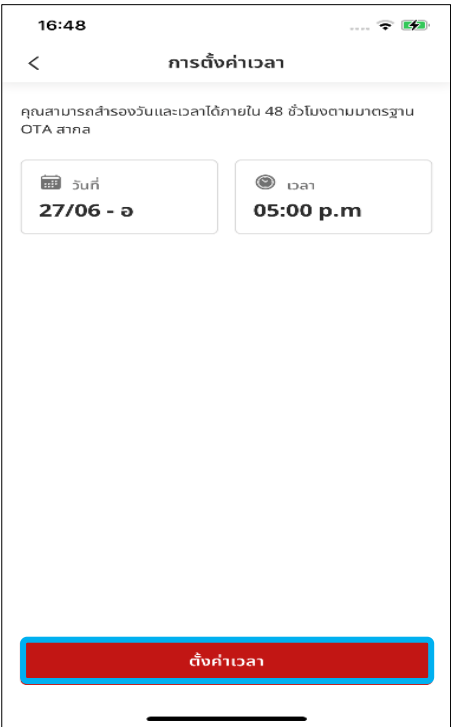 16:48
การตั้งค่าเวลา
คุณสามารถสำรองวันและเวลาได้ภายใน 48 ชั่วโมงตามมาตรฐาน
OTA สากล
วันที่
27/06 - อ
เวลา
05:00 p.m
ตั้งค่าเวลา